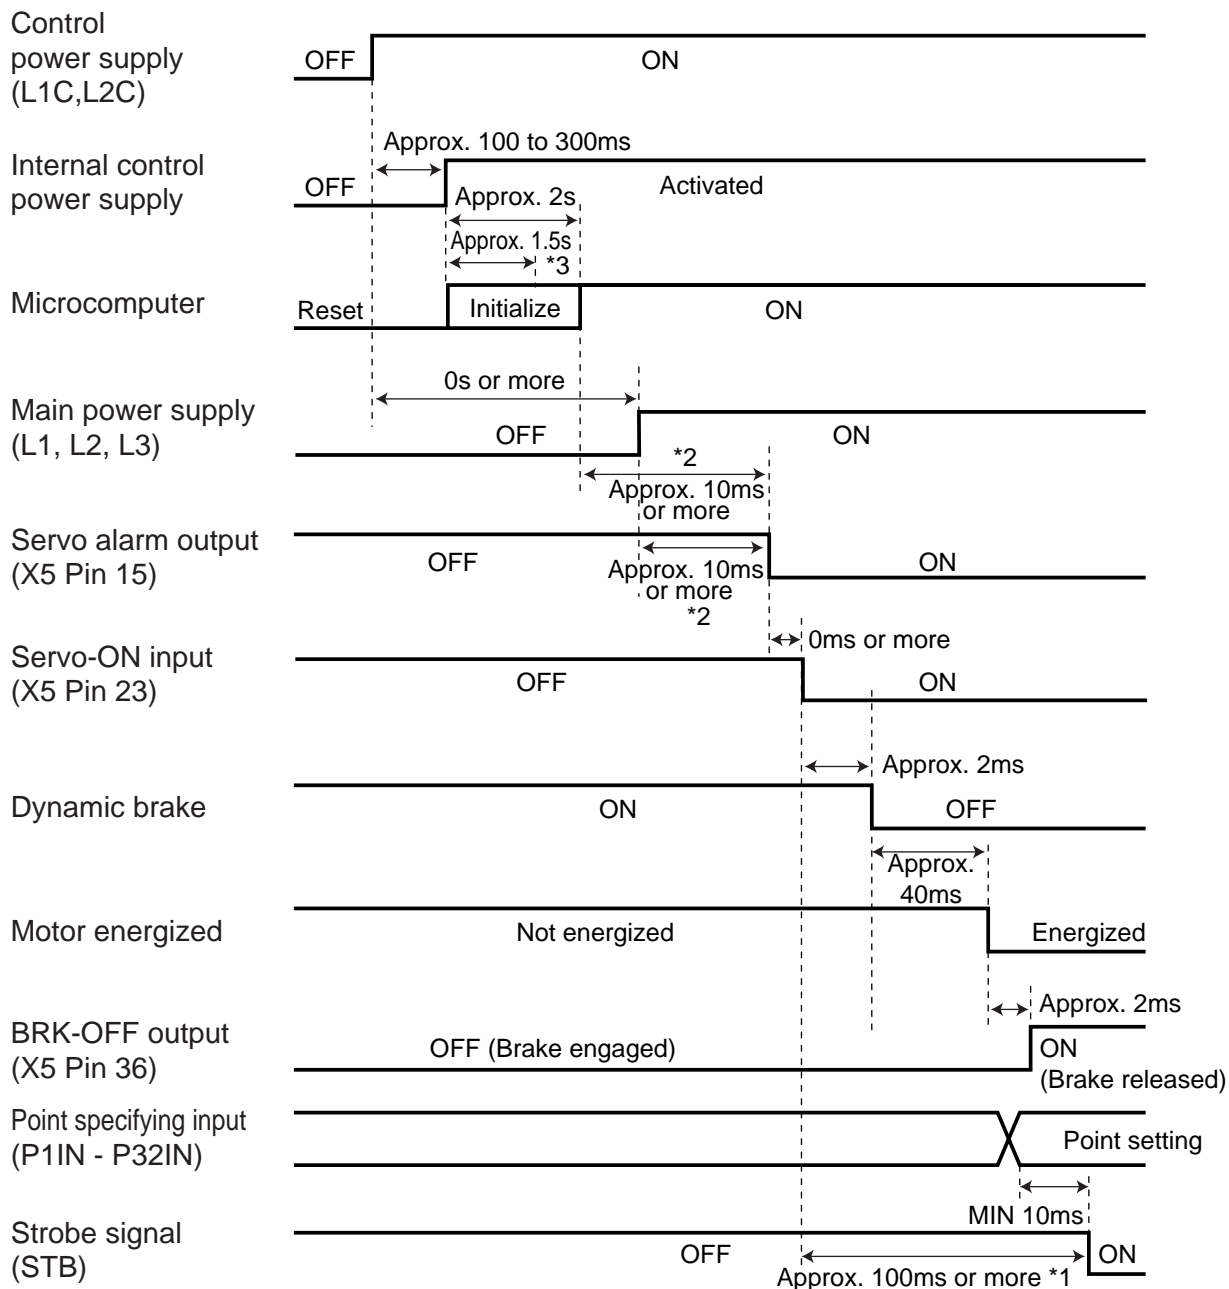 Control
power supply
(L1C,L2C)
OFF
ON
Approx. 100 to 300ms
Internal control
power supply
OFF
Activated
Approx. 2s
Approx. 1.5s
*3
Microcomputer
Reset
Initialize
ON
0s or more
Main power supply
(L1, L2, L3)
OFF
ON
*2
Approx. 10ms
or more
Servo alarm output
(X5 Pin 15)
OFF
ON
Approx. 10ms
or more
*2
0ms or more
Servo-ON input
(X5 Pin 23)
OFF
ON
Approx. 2ms
Dynamic brake
ON
OFF
Approx.
40ms
Motor energized
Not energized
Energized
Approx. 2ms
BRK-OFF output
(X5 Pin 36)
OFF (Brake engaged)
ON
(Brake released)
Point specifying input
(P1IN - P32IN)
Point setting
MIN 10ms
Strobe signal
(STB)
OFF
ON
Approx. 100ms or more *1